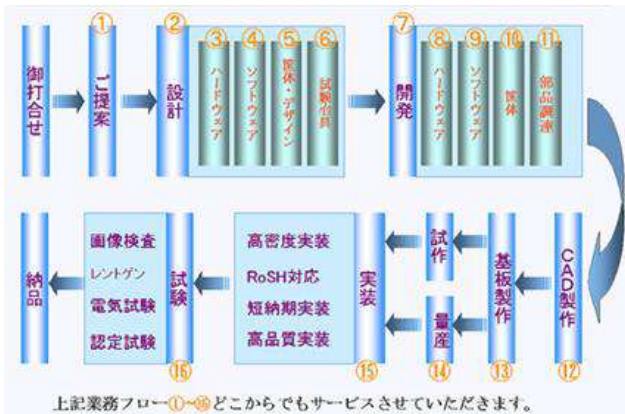 御打合せ
①
ご提案
②
設計
③
ハードウェア
④
ソフトウェア
⑤
筐体・デザイン
⑥
試験治具
⑦
開発
⑧
ハードウェア
⑨
ソフトウェア
⑩
筐体
⑪
部品調達
CAD製作
⑫
基板製作
⑬
試作
量産
⑭
実装
⑮
高密度実装
RoSH対応
短納期実装
高品質実装
試験
⑯
画像検査
レントゲン
電気試験
認定試験
納品
上記業務フロー①~⑯どこからでもサービスさせていただきます。